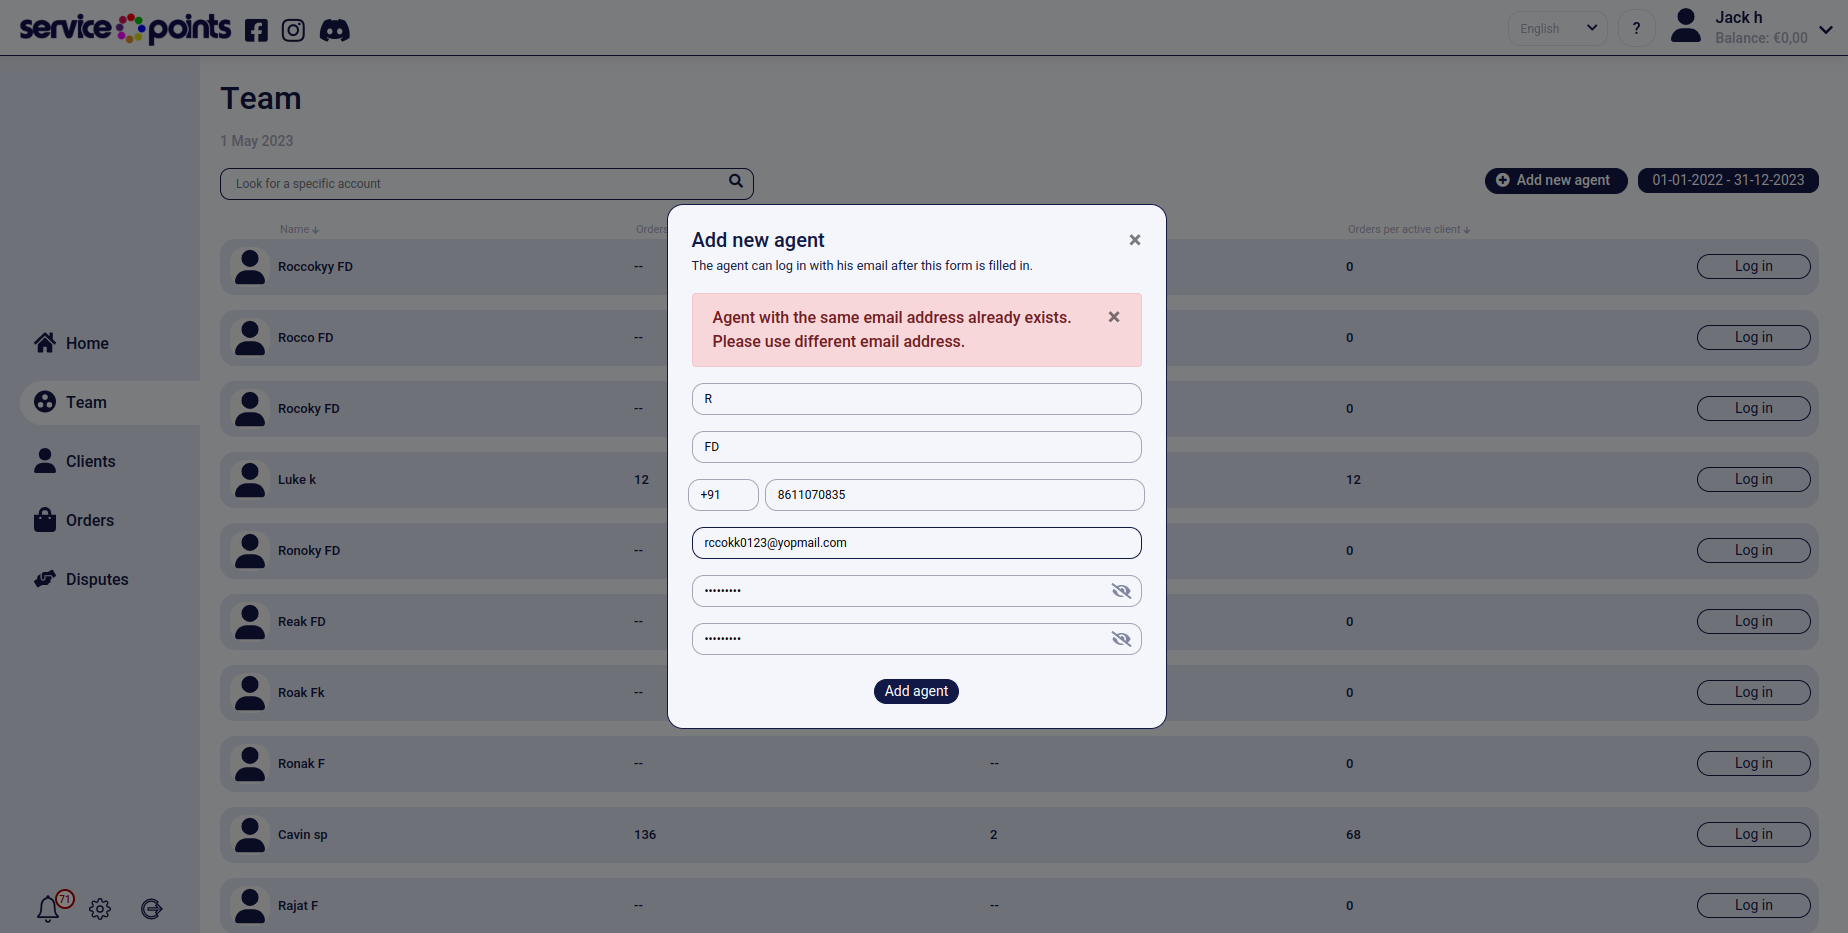 service points
English
?
Jack h
Balance: €0,00
Team
1 May 2023
Look for a specific account
Add new agent
01-01-2022 - 31-12-2023
Name
Orders
Orders per active client
Roccokyy FD -- 0 Log in
Rocco FD -- 0 Log in
Rocoky FD -- 0 Log in
Luke k 12 12 Log in
Ronoky FD -- 0 Log in
Reak FD -- 0 Log in
Roak Fk -- 0 Log in
Ronak F -- -- 0 Log in
Cavin sp 136 2 68 Log in
Rajat F -- -- 0 Log in
Home
Team
Clients
Orders
Disputes
71
Add new agent
The agent can log in with his email after this form is filled in.
Agent with the same email address already exists.
Please use different email address.
R
FD
+91 8611070835
rccokk0123@yopmail.com
•••••••••
•••••••••
Add agent